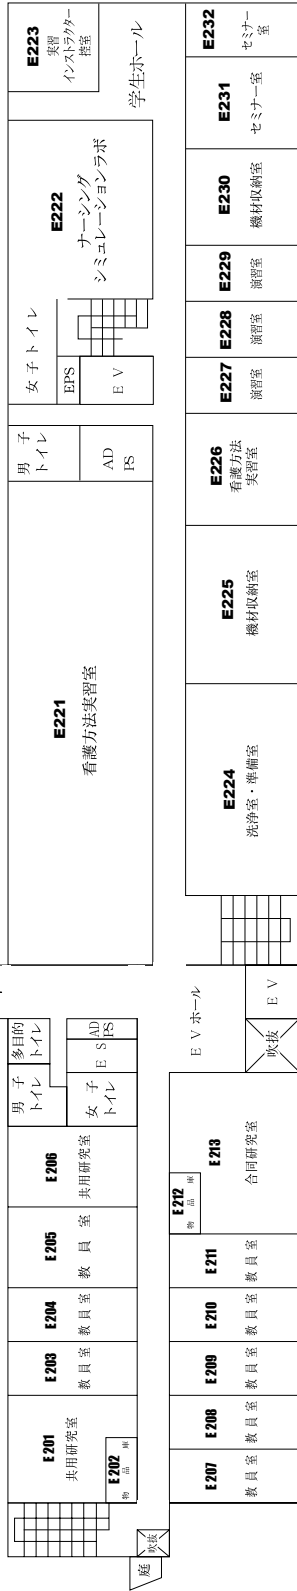 E223
実習
インストラクター
控室
学生ホール
E222
ナーシング
シミュレーションラボ
女子トイレ
EPS
E V
男 子
トイレ
AD
PS
E221
看護方法実習室
E232
セミナー
室
E231
セミナー室
E230
機材収納室
E229
演習室
E228
演習室
E227
演習室
E226
看護方法
実習室
E225
機材収納室
E224
洗浄室・準備室
多目的
トイレ
男 子
トイレ
AD
PS
E S
女 子
トイレ
E206
共用研究室
E205
教 員 室
E204
教 員 室
E203
教 員 室
E201
共用研究室
E202
物 品 庫
E V ホール
E V
吹抜
E213
合同研究室
E212
物 品 庫
E211
教 員 室
E210
教 員 室
E209
教 員 室
E208
教 員 室
E207
教 員 室
吹抜
庭